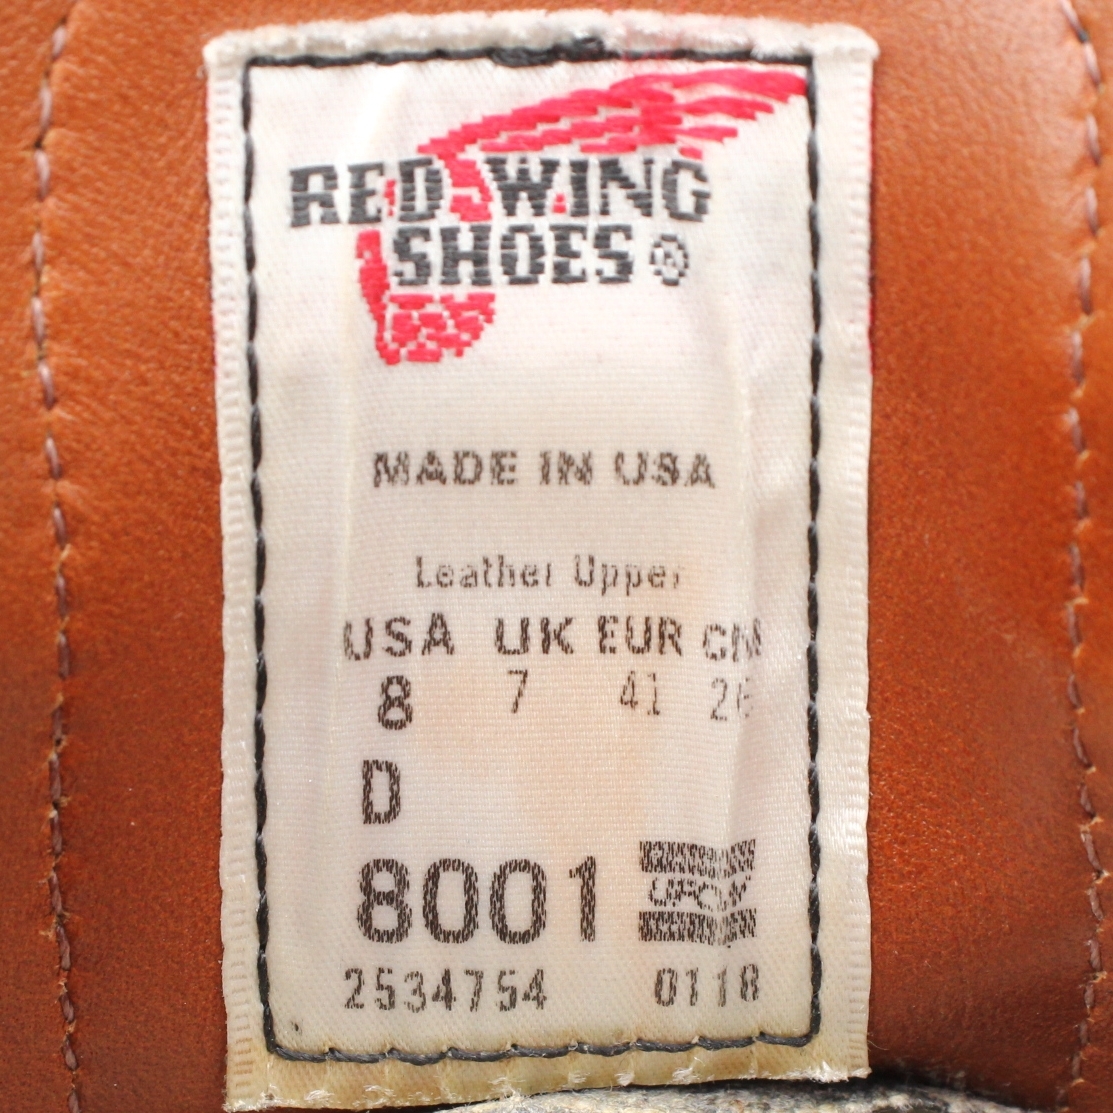 RED WING
SHOES®
MADE IN USA
Leather Upper
USA UK EUR CM
8 7 41 26
D
8001
UFCW
2534754 0118